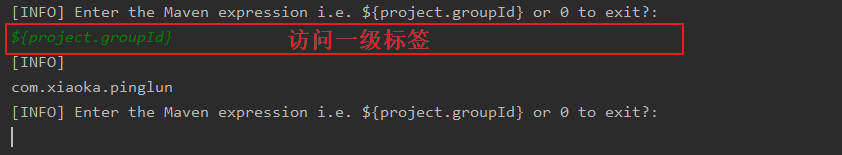 [INFO] Enter the Maven expression i.e. ${project.groupId} or 0 to exit?:
${project.groupId} 访问一级标签
[INFO]
com.xiaoka.pinglun
[INFO] Enter the Maven expression i.e. ${project.groupId} or 0 to exit?: